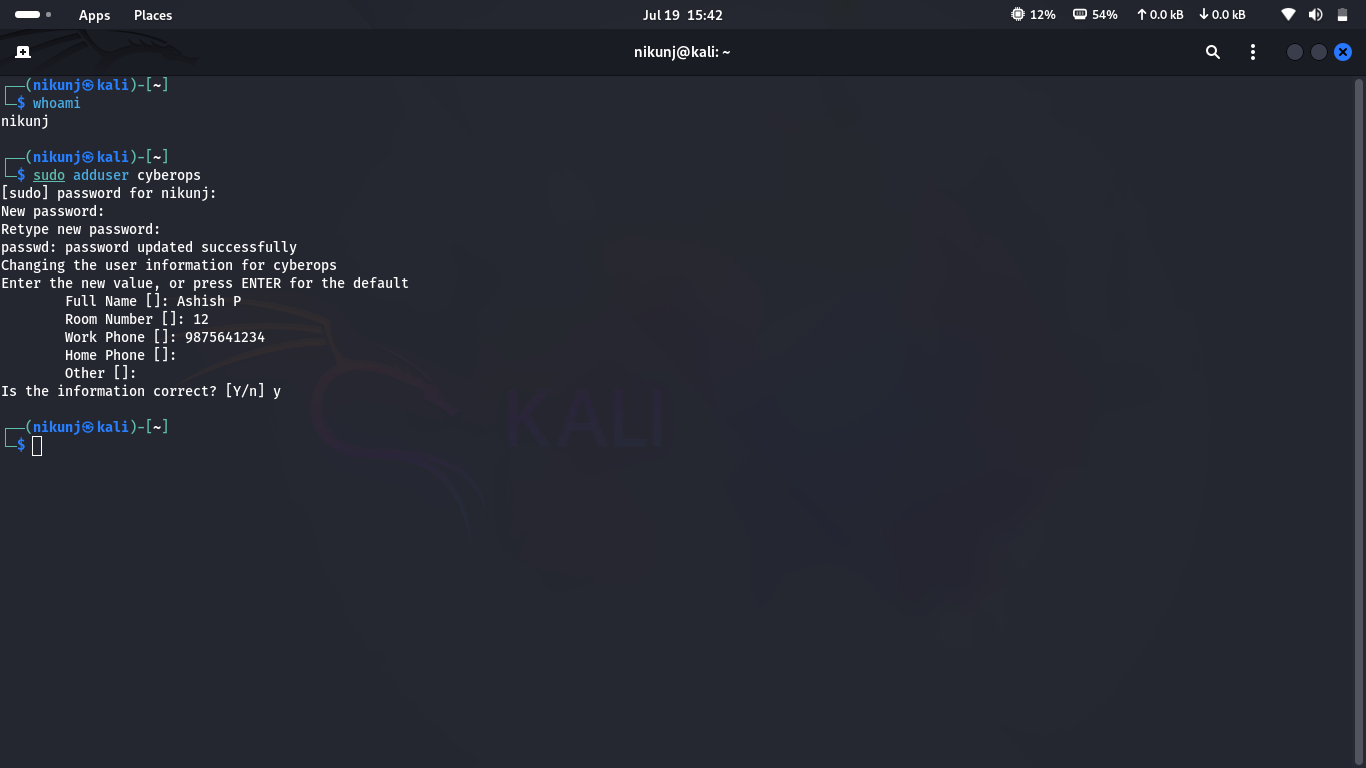 Apps Places Jul 19 15:42 12% 54% 0.0 kB 0.0 kB
nikunj@kali: ~
┌──(nikunj㉿kali)-[~]
└─$ whoami
nikunj
┌──(nikunj㉿kali)-[~]
└─$ sudo adduser cyberops
[sudo] password for nikunj:
New password:
Retype new password:
passwd: password updated successfully
Changing the user information for cyberops
Enter the new value, or press ENTER for the default
Full Name []: Ashish P
Room Number []: 12
Work Phone []: 9875641234
Home Phone []:
Other []:
Is the information correct? [Y/n] y
┌──(nikunj㉿kali)-[~]
└─$
KALI